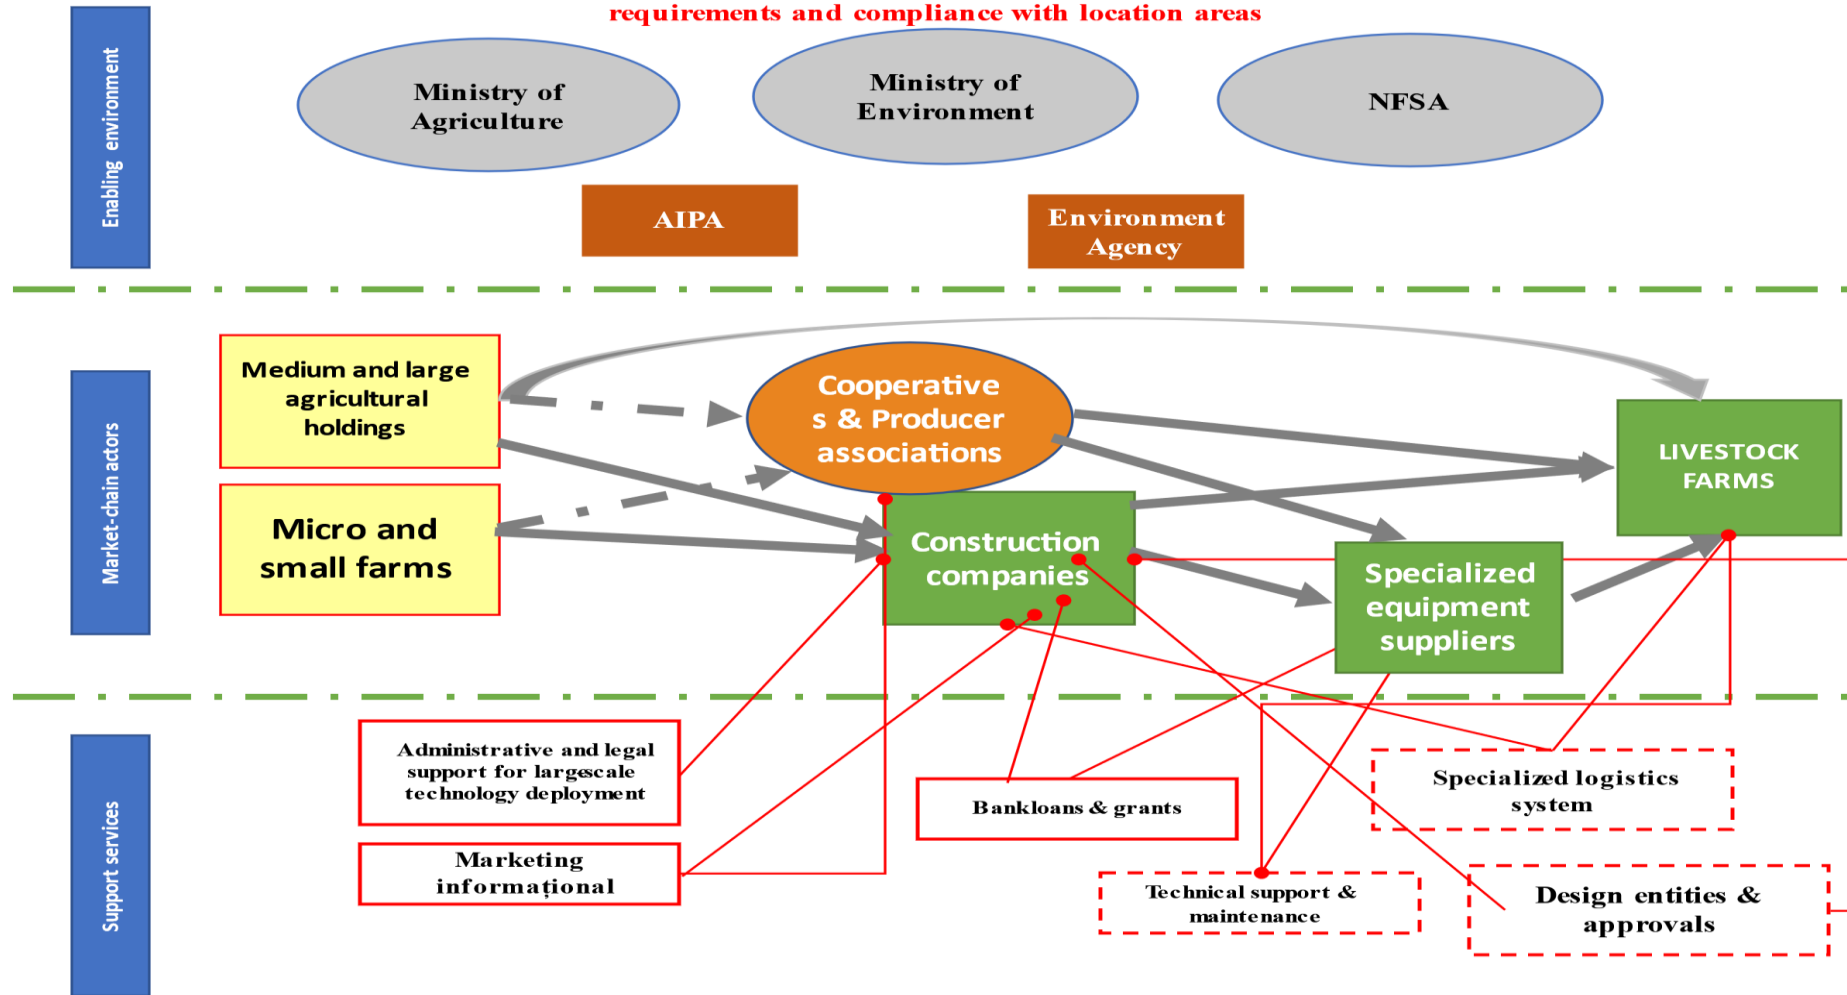 requirements and compliance with location areas
Enabling environment
Ministry of
Agriculture
Ministry of
Environment
NFSA
AIPA
Environment
Agency
Market-chain actors
Medium and large
agricultural
holdings
Micro and
small farms
Cooperative
s & Producer
associations
Construction
companies
Specialized
equipment
suppliers
LIVESTOCK
FARMS
Support services
Administrative and legal
support for largescale
technology deployment
Marketing
informațional
Bankloans & grants
Technical support &
maintenance
Specialized logistics
system
Design entities &
approvals